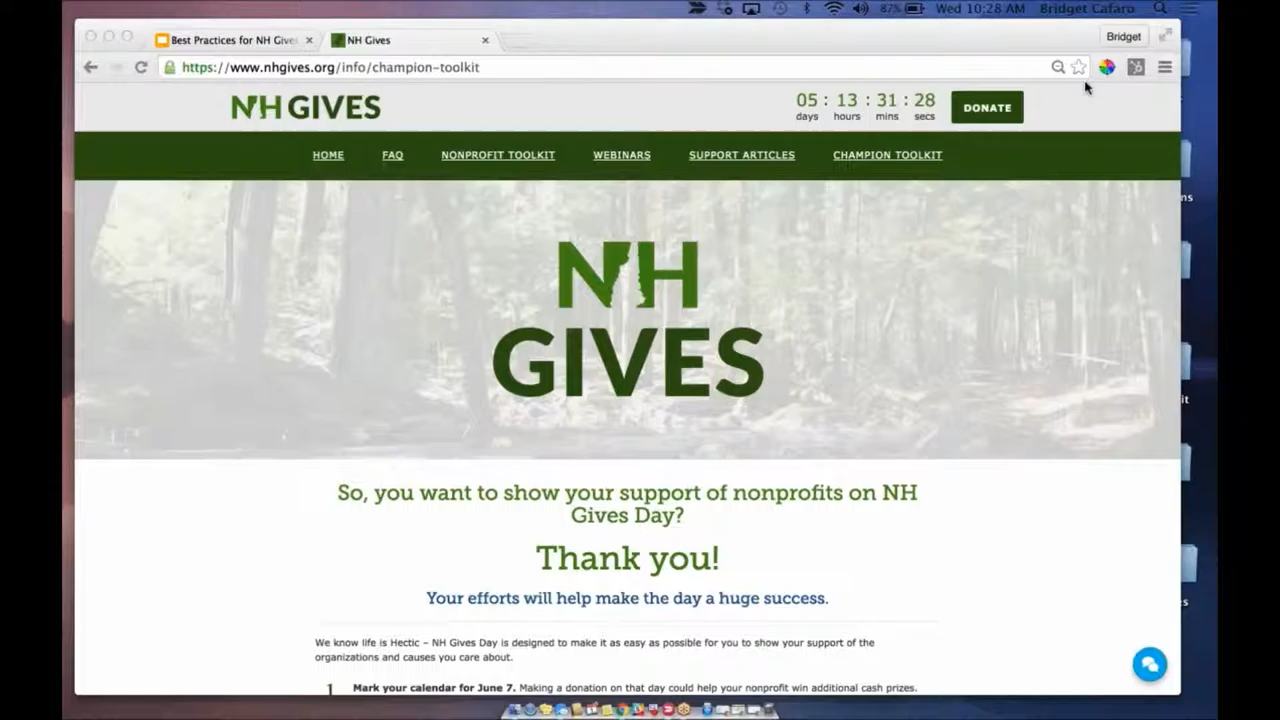 87% Wed 10:28 AM Bridget Cafaro
Best Practices for NH Give
NH Gives
Bridget
https://www.nhgives.org/info/champion-toolkit
NH GIVES
05 : 13 : 31 : 28
days hours mins secs
DONATE
HOME FAQ NONPROFIT TOOLKIT WEBINARS SUPPORT ARTICLES CHAMPION TOOLKIT
NH
GIVES
So, you want to show your support of nonprofits on NH
Gives Day?
Thank you!
Your efforts will help make the day a huge success.
We know life is Hectic – NH Gives Day is designed to make it as easy as possible for you to show your support of the
organizations and causes you care about.
1 Mark your calendar for June 7. Making a donation on that day could help your nonprofit win additional cash prizes.
ns
it
s